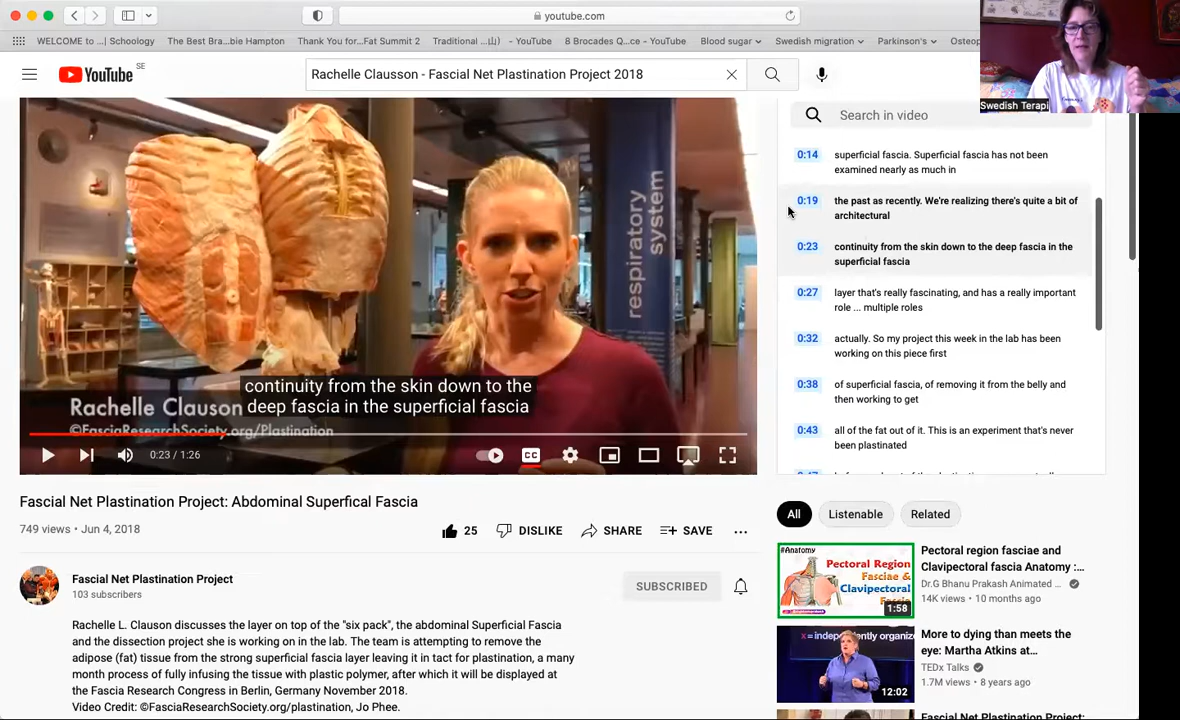 youtube.com
WELCOME to ...| Schoology
The Best Bra...bie Hampton
Thank You for...Fat Summit 2
Traditional ...山) - YouTube
8 Brocades Q...ce - YouTube
Blood sugar
Swedish migration
Parkinson's
Osteop
Swedish Terapi
YouTube SE
Rachelle Clausson - Fascial Net Plastination Project 2018
Search in video
0:14 superficial fascia. Superficial fascia has not been
examined nearly as much in
0:19 the past as recently. We're realizing there's quite a bit of
architectural
0:23 continuity from the skin down to the deep fascia in the
superficial fascia
0:27 layer that's really fascinating, and has a really important
role ... multiple roles
0:32 actually. So my project this week in the lab has been
working on this piece first
0:38 of superficial fascia, of removing it from the belly and
then working to get
0:43 all of the fat out of it. This is an experiment that's never
been plastinated
respiratory
system
continuity from the skin down to the
deep fascia in the superficial fascia
Rachelle Clauson
©FasciaResearchSociety.org/Plastination
0:23 / 1:26
CC
Fascial Net Plastination Project: Abdominal Superfical Fascia
749 views • Jun 4, 2018
25
DISLIKE
SHARE
SAVE
Fascial Net Plastination Project
103 subscribers
SUBSCRIBED
Rachelle L. Clauson discusses the layer on top of the "six pack", the abdominal Superficial Fascia
and the dissection project she is working on in the lab. The team is attempting to remove the
adipose (fat) tissue from the strong superficial fascia layer leaving it in tact for plastination, a many
month process of fully infusing the tissue with plastic polymer, after which it will be displayed at
the Fascia Research Congress in Berlin, Germany November 2018.
Video Credit: ©FasciaResearchSociety.org/plastination, Jo Phee.
All
Listenable
Related
#Anatomy
Pectoral Region
Fasciae &
Clavipectoral
Fascia
1:58
Pectoral region fasciae and
Clavipectoral fascia Anatomy :...
Dr.G Bhanu Prakash Animated ...
14K views • 10 months ago
x = independently organize
12:02
More to dying than meets the
eye: Martha Atkins at...
TEDx Talks
1.7M views • 8 years ago
Fascial Net Plastination Project: